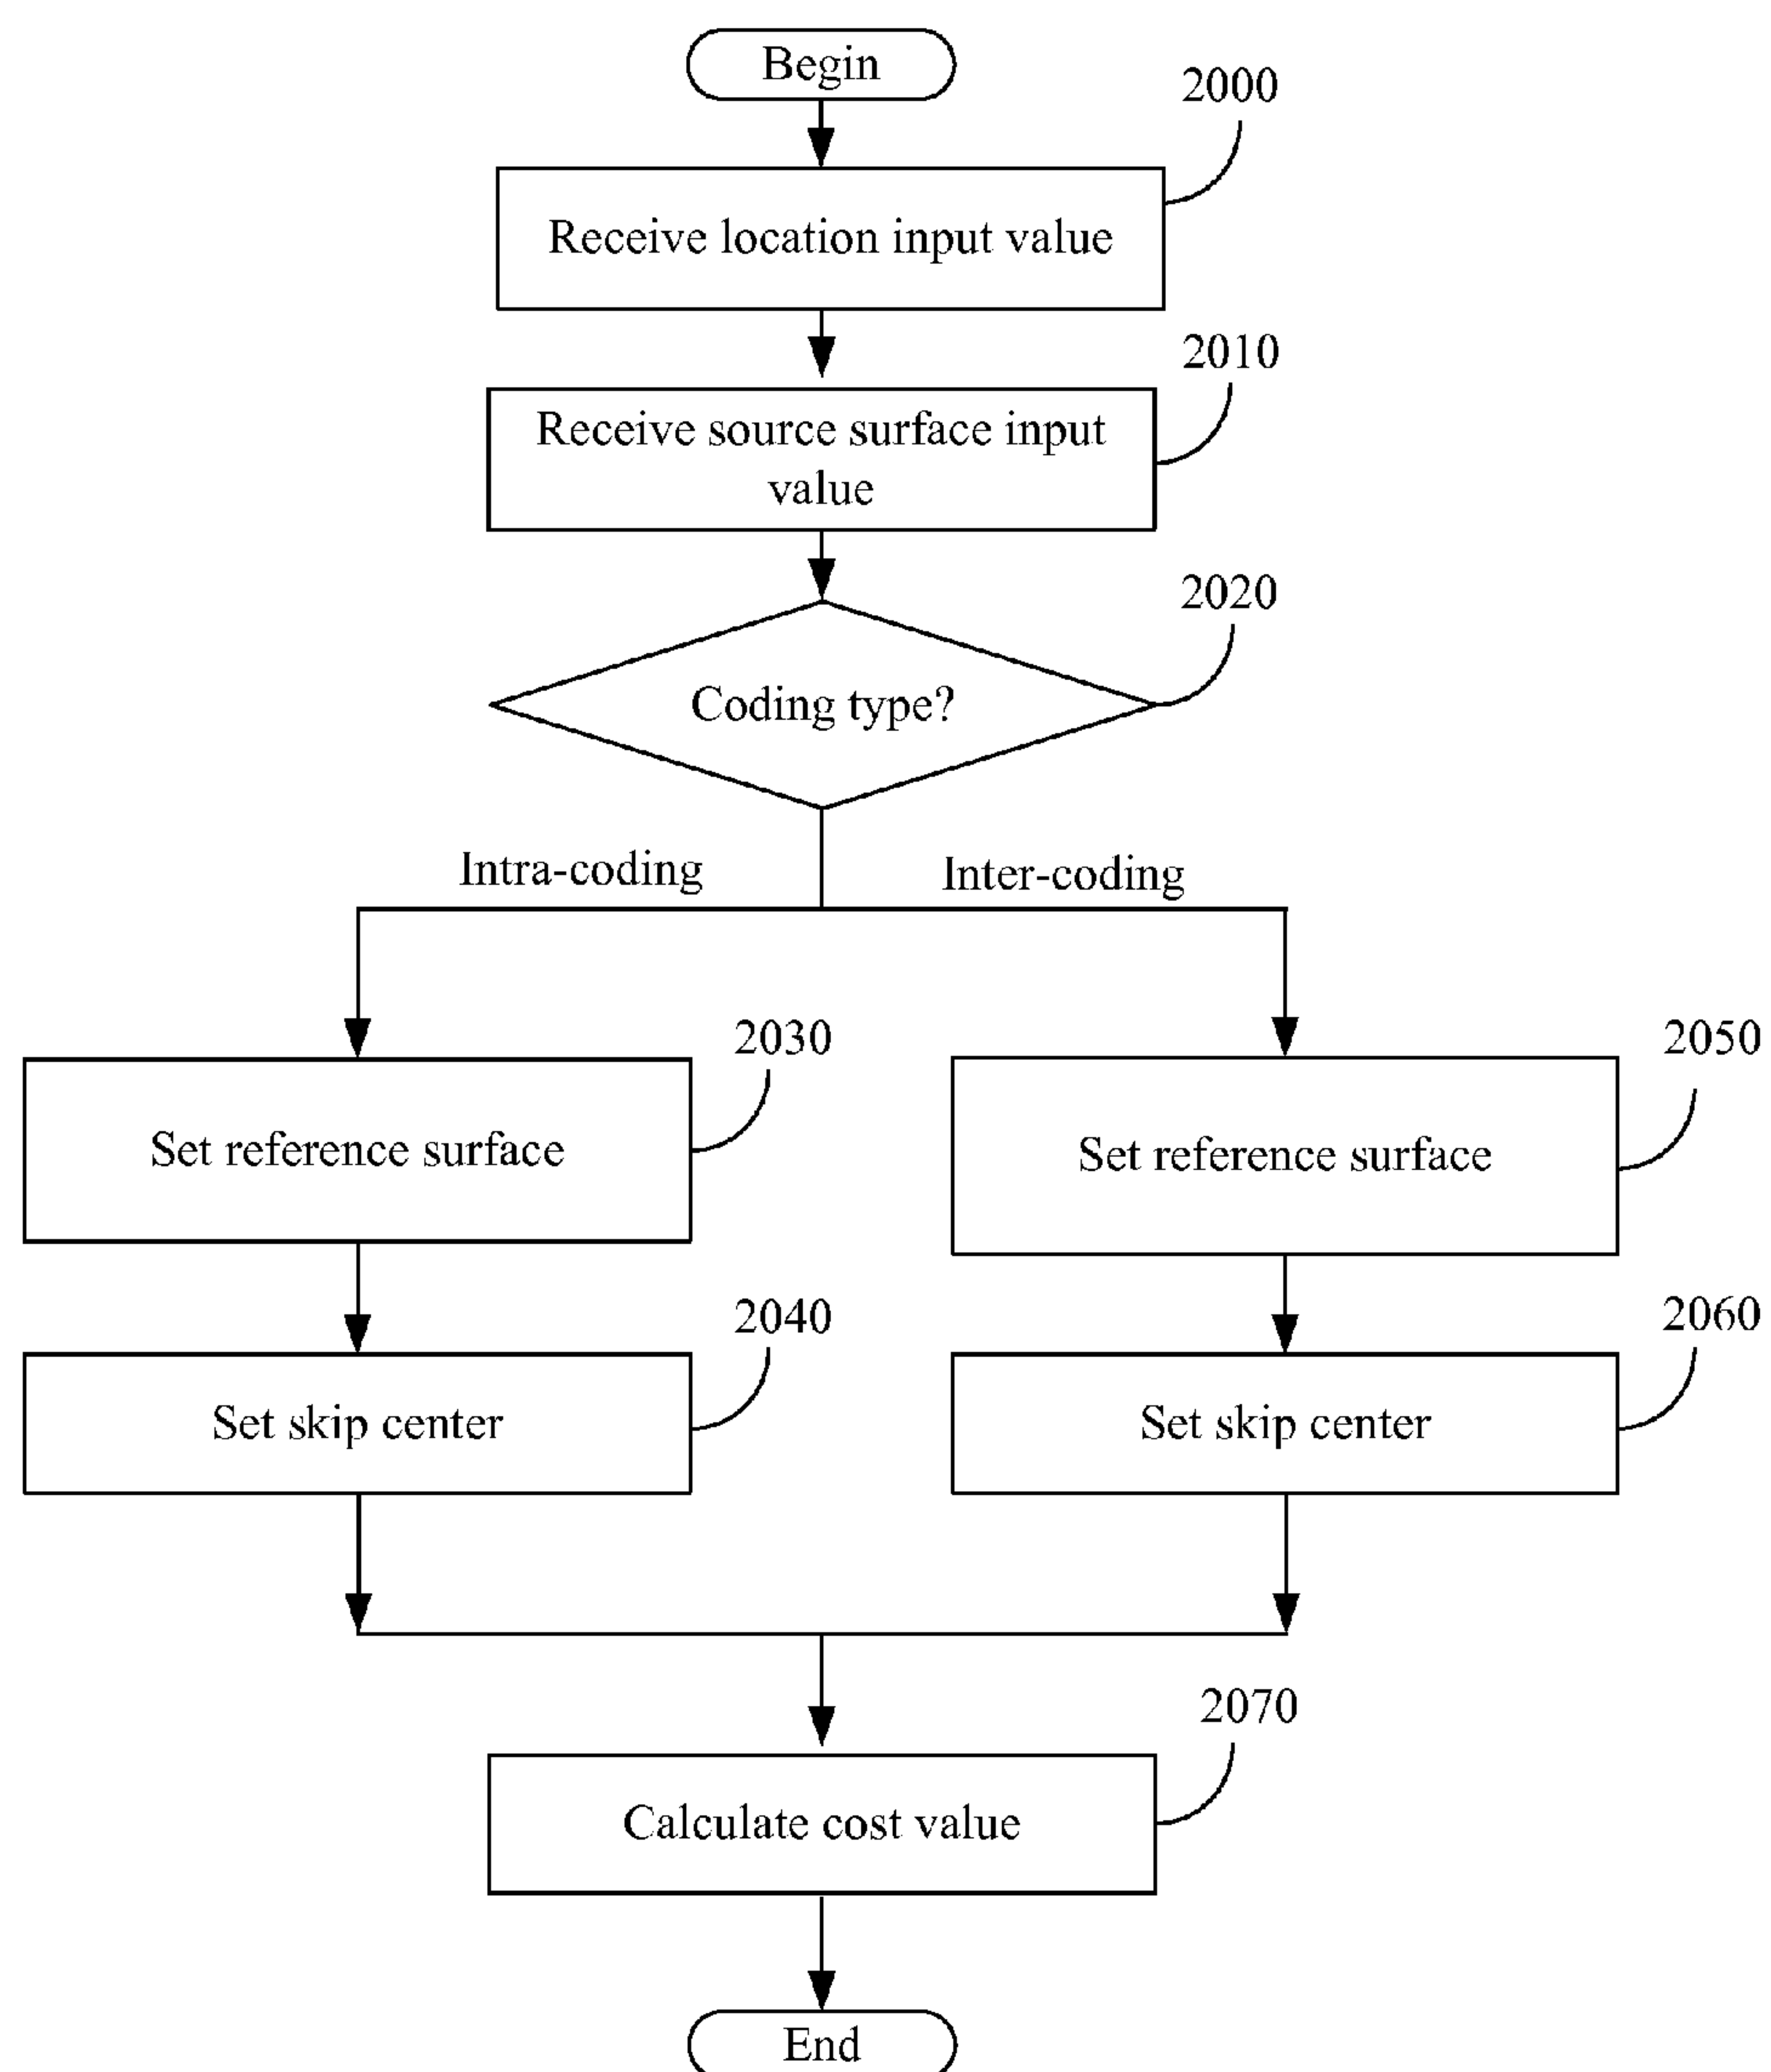 Begin
2000
Receive location input value
2010
Receive source surface input
value
2020
Coding type?
Intra-coding
Inter-coding
2030
2050
Set reference surface
Set reference surface
2040
2060
Set skip center
Set skip center
2070
Calculate cost value
End